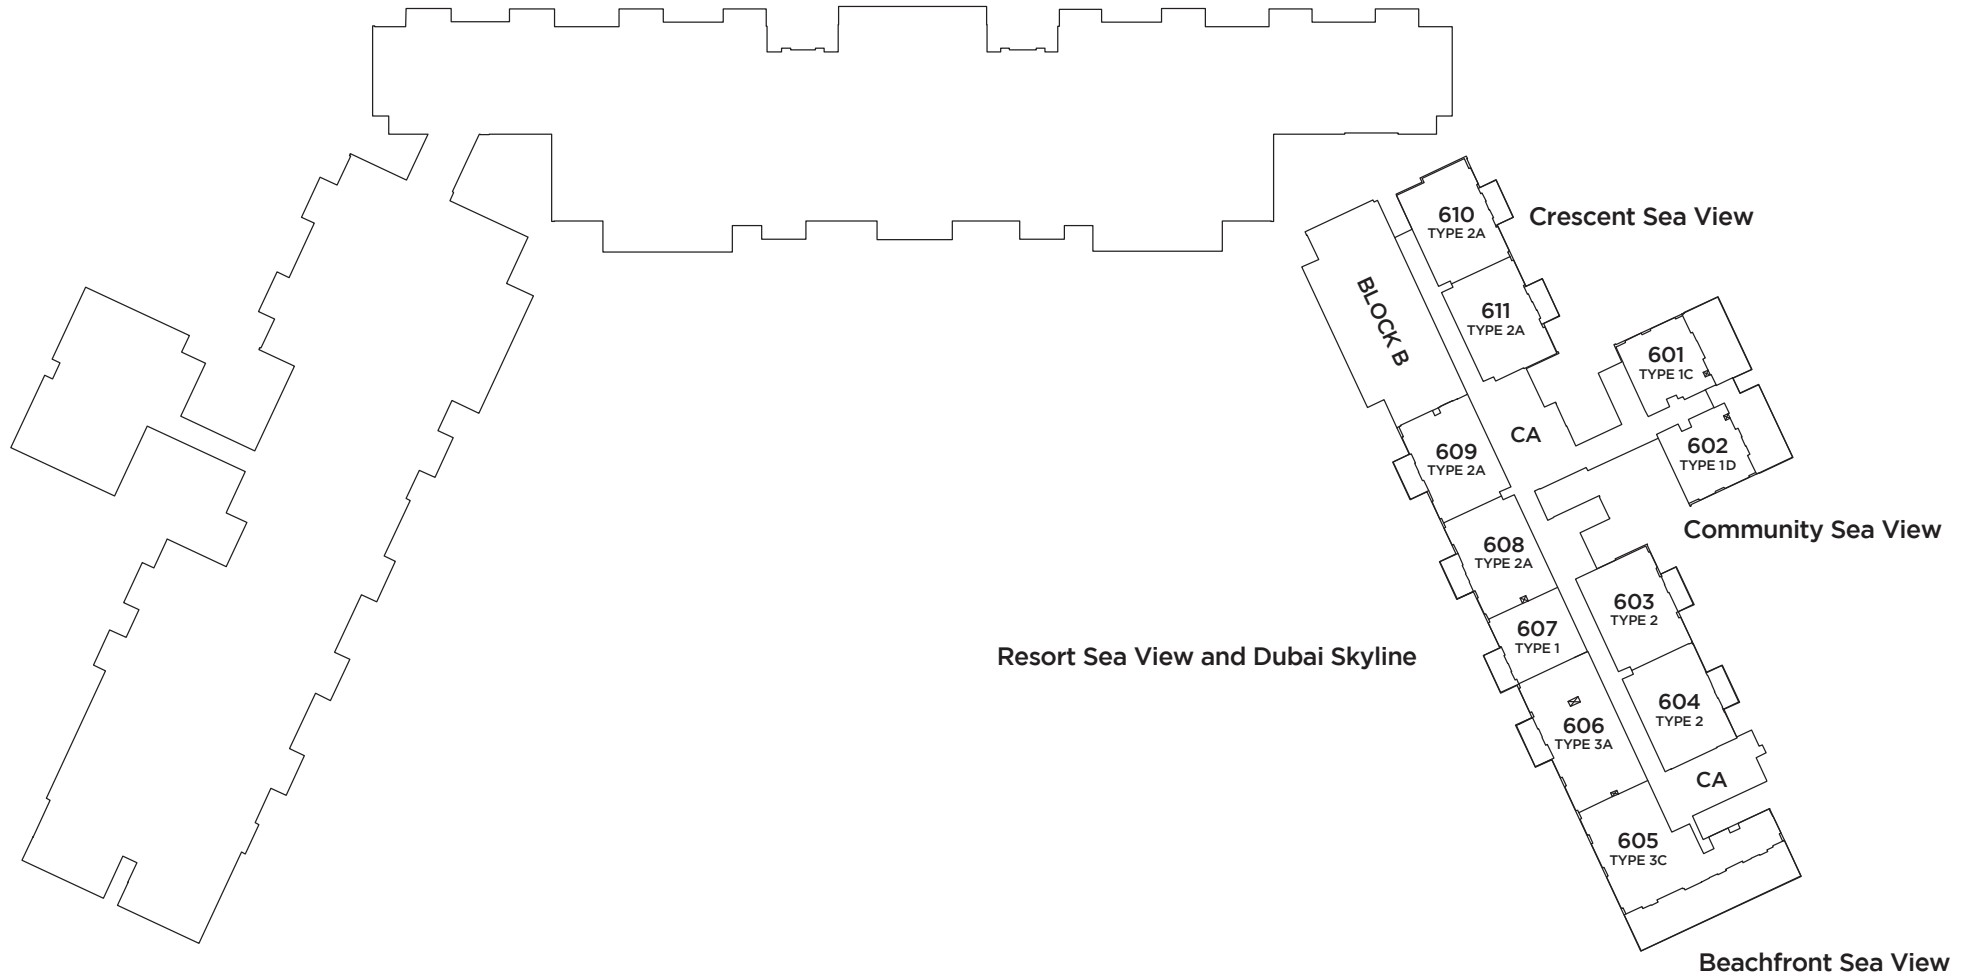 610
TYPE 2A
Crescent Sea View
611
TYPE 2A
BLOCK B
601
TYPE 1C
CA
602
TYPE 1D
609
TYPE 2A
Community Sea View
608
TYPE 2A
603
TYPE 2
607
TYPE 1
Resort Sea View and Dubai Skyline
604
TYPE 2
606
TYPE 3A
CA
605
TYPE 3C
Beachfront Sea View